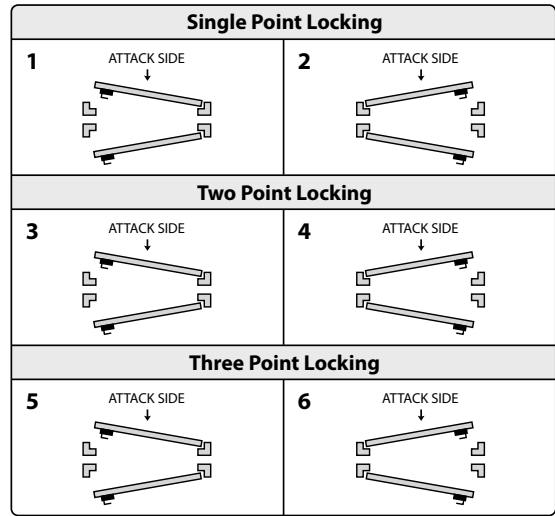 Single Point Locking
1 ATTACK SIDE 2 ATTACK SIDE
Two Point Locking
3 ATTACK SIDE 4 ATTACK SIDE
Three Point Locking
5 ATTACK SIDE 6 ATTACK SIDE